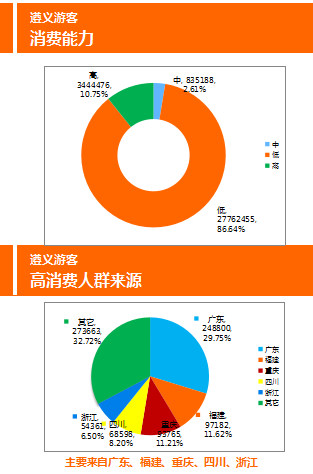 遵义游客
消费能力
高,
3444476,
10.75%
中, 835188,
2.61%
中
低
高
低,
27762455,
86.64%
遵义游客
高消费人群来源
其它,
273663,
32.72%
广东,
248800,
29.75%
广东
福建
重庆
四川
浙江
其它
浙江,
54361,
6.50%
四川,
68598,
8.20%
重庆,
93765,
11.21%
福建,
97182,
11.62%
主要来自广东、福建、重庆、四川、浙江